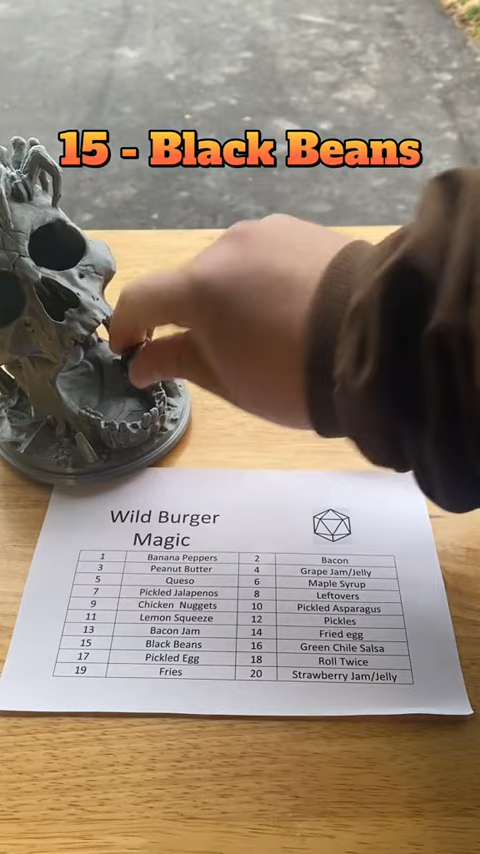 15 - Black Beans
Wild Burger
Magic
1 Banana Peppers 2 Bacon
3 Peanut Butter 4 Grape Jam/Jelly
5 Queso 6 Maple Syrup
7 Pickled Jalapenos 8 Leftovers
9 Chicken Nuggets 10 Pickled Asparagus
11 Lemon Squeeze 12 Pickles
13 Bacon Jam 14 Fried egg
15 Black Beans 16 Green Chile Salsa
17 Pickled Egg 18 Roll Twice
19 Fries 20 Strawberry Jam/Jelly